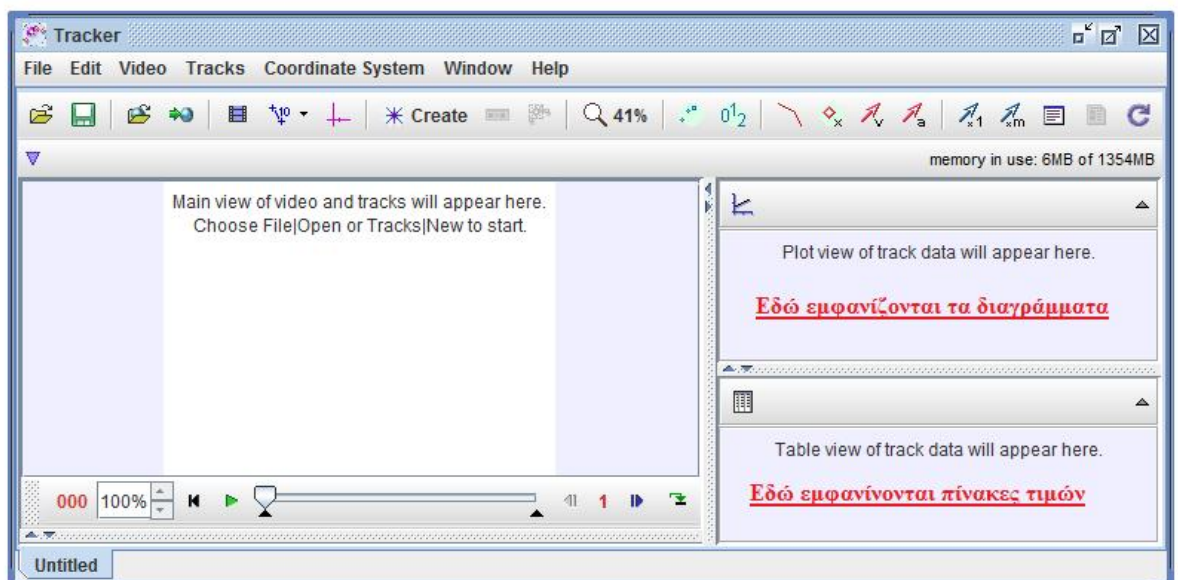 Tracker
File Edit Video Tracks Coordinate System Window Help
Create 41% 0¹2 x v a x1 xm
memory in use: 6MB of 1354MB
Main view of video and tracks will appear here.
Choose File|Open or Tracks|New to start.
Plot view of track data will appear here.
Εδώ εμφανίζονται τα διαγράμματα
Table view of track data will appear here.
Εδώ εμφανίνονται πίνακες τιμών
000 100% 1
Untitled